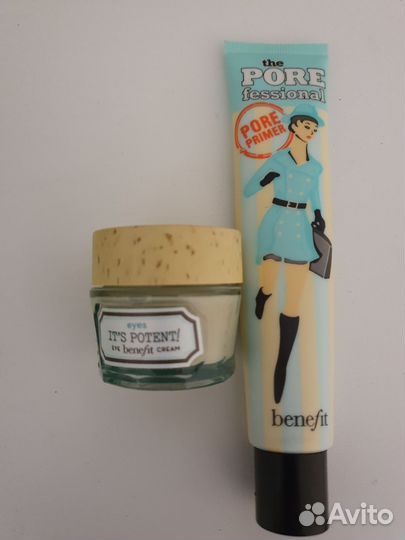 the
PORE
fessional
PORE
PRIMER
benefit
eyes
IT'S POTENT!
EYE benefit CREAM
Avito